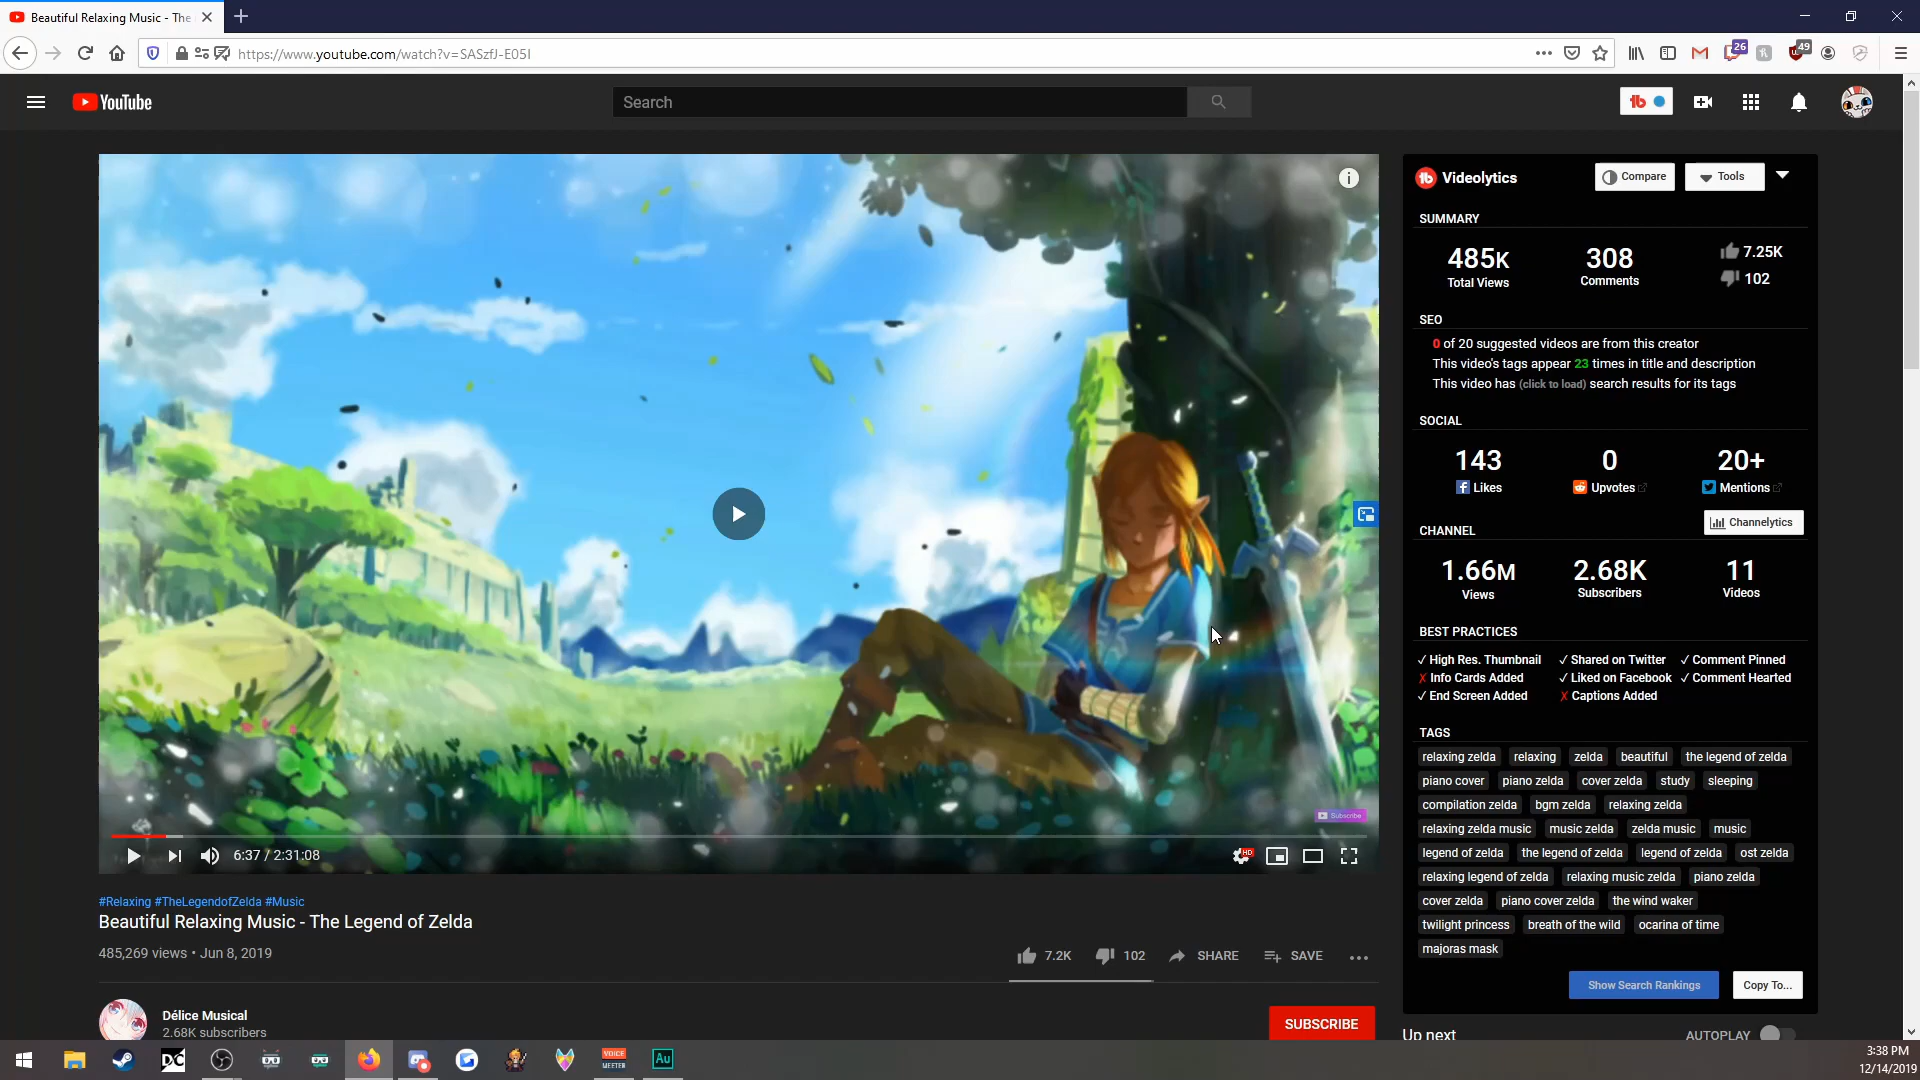 Beautiful Relaxing Music - The
https://www.youtube.com/watch?v=SASzfJ-E05I
26
49
YouTube
Search
Videolytics
Compare
Tools
SUMMARY
485K
Total Views
308
Comments
7.25K
102
SEO
0 of 20 suggested videos are from this creator
This video's tags appear 23 times in title and description
This video has (click to load) search results for its tags
SOCIAL
143
Likes
0
Upvotes
20+
Mentions
Channelytics
CHANNEL
1.66M
Views
2.68K
Subscribers
11
Videos
BEST PRACTICES
✓ High Res. Thumbnail ✓ Shared on Twitter ✓ Comment Pinned
✗ Info Cards Added ✓ Liked on Facebook ✓ Comment Hearted
✓ End Screen Added ✗ Captions Added
TAGS
relaxing zelda relaxing zelda beautiful the legend of zelda
piano cover piano zelda cover zelda study sleeping
compilation zelda bgm zelda relaxing zelda
relaxing zelda music music zelda zelda music music
legend of zelda the legend of zelda legend of zelda ost zelda
relaxing legend of zelda relaxing music zelda piano zelda
cover zelda piano cover zelda the wind waker
twilight princess breath of the wild ocarina of time
majoras mask
Show Search Rankings
Copy To...
Up next
AUTOPLAY
Subscribe
6:37 / 2:31:08
HD
#Relaxing #TheLegendofZelda #Music
Beautiful Relaxing Music - The Legend of Zelda
485,269 views • Jun 8, 2019
7.2K
102
SHARE
SAVE
Délice Musical
2.68K subscribers
SUBSCRIBE
DC
VOICE
MEETER
Au
3:38 PM
12/14/2019